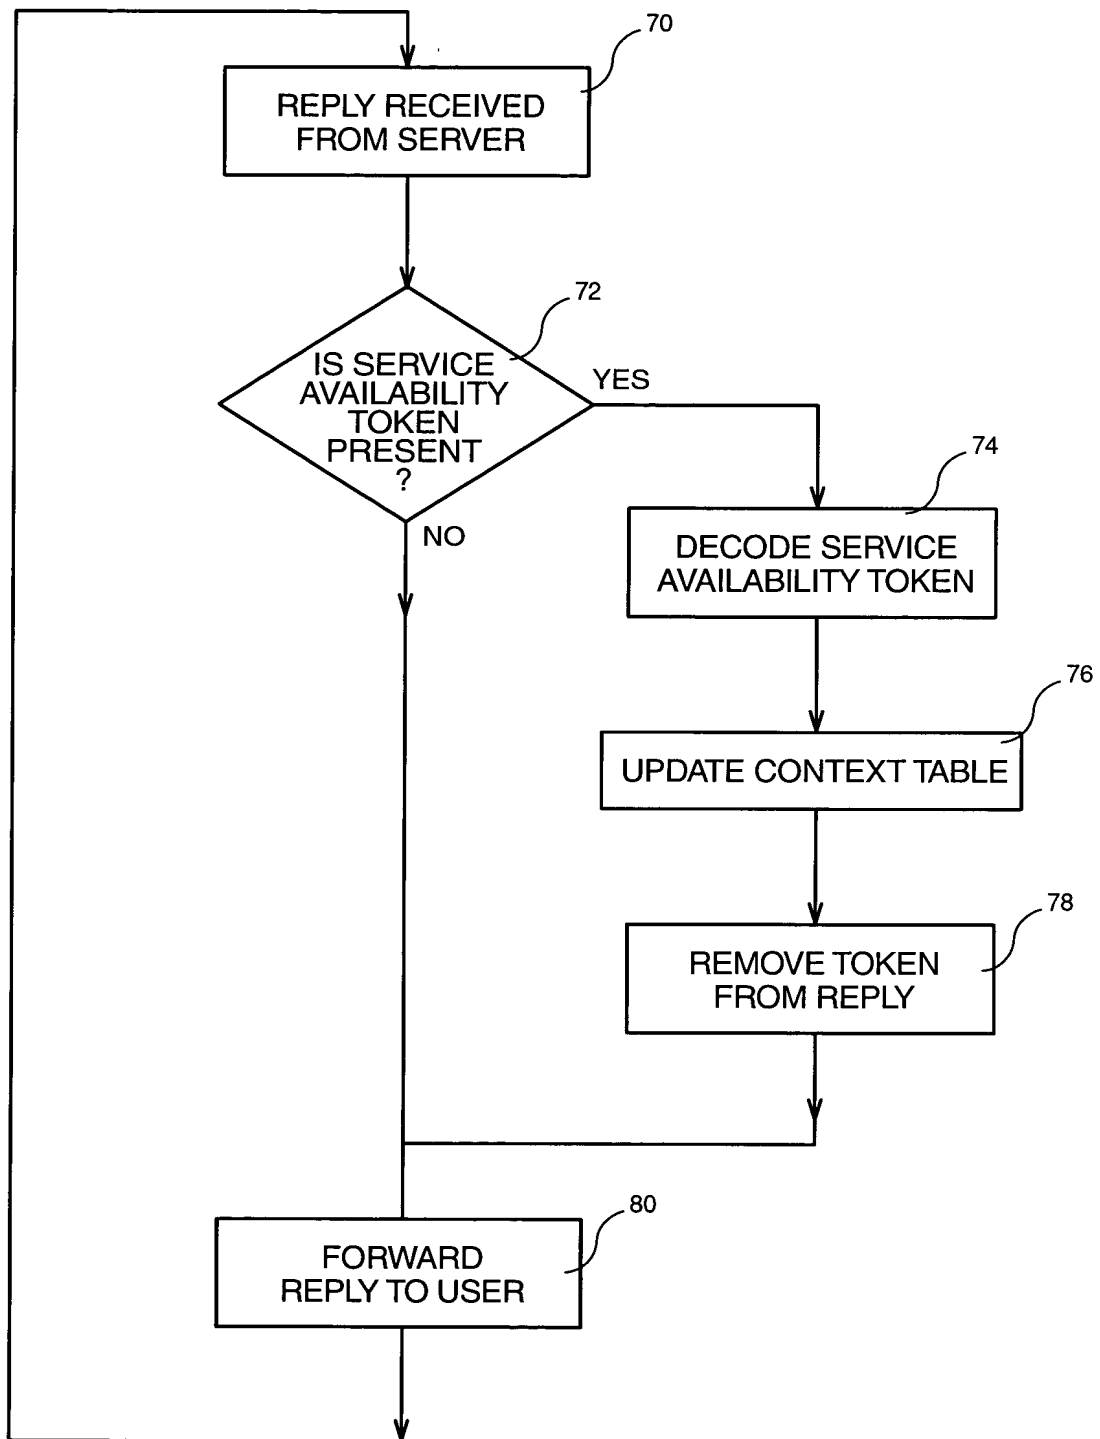 70
REPLY RECEIVED
FROM SERVER
72
IS SERVICE
AVAILABILITY
TOKEN
PRESENT
?
YES
NO
74
DECODE SERVICE
AVAILABILITY TOKEN
76
UPDATE CONTEXT TABLE
78
REMOVE TOKEN
FROM REPLY
80
FORWARD
REPLY TO USER